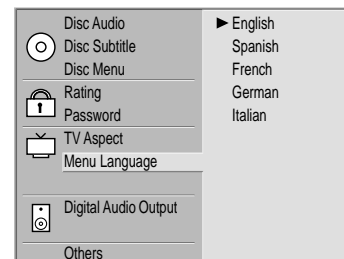 Disc Audio
Disc Subtitle
Disc Menu
Rating
Password
TV Aspect
Menu Language
Digital Audio Output
Others
English
Spanish
French
German
Italian